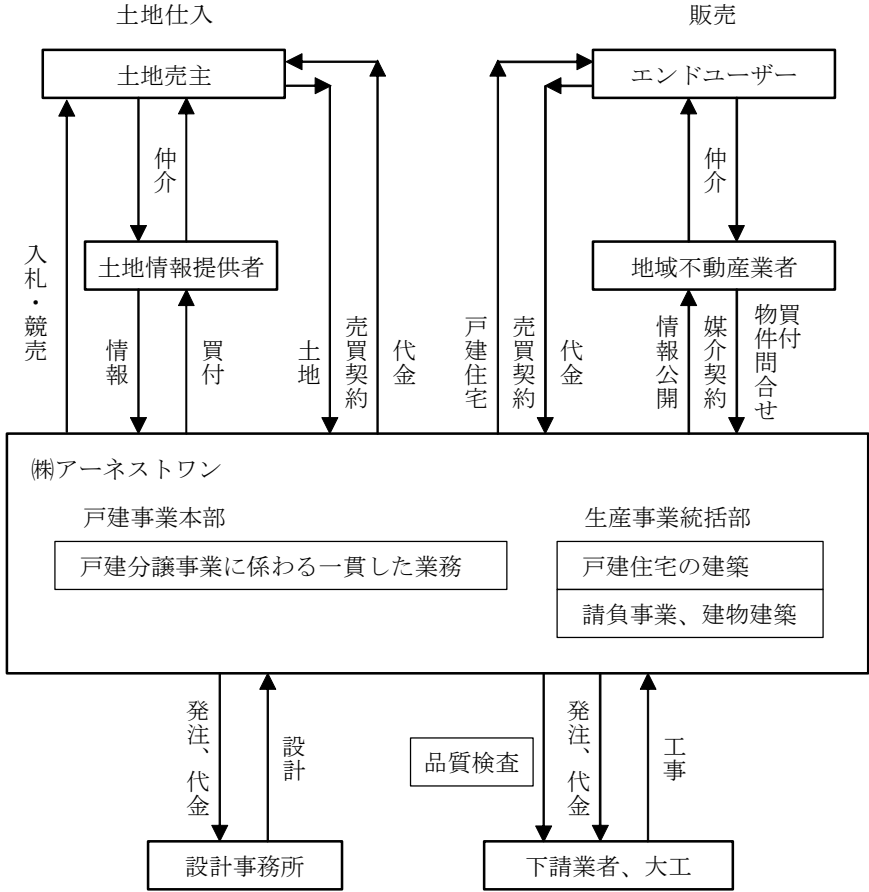 土地仕入
販売
土地売主
エンドユーザー
仲介
仲介
土地情報提供者
地域不動産業者
入札・競売
情報
買付
土地
売買契約
代金
戸建住宅
売買契約
代金
情報公開
媒介契約
買付
物件問合せ
㈱アーネストワン
戸建事業本部
生産事業統括部
戸建分譲事業に係わる一貫した業務
戸建住宅の建築
請負事業、建物建築
発注、代金
設計
品質検査
発注、代金
工事
設計事務所
下請業者、大工